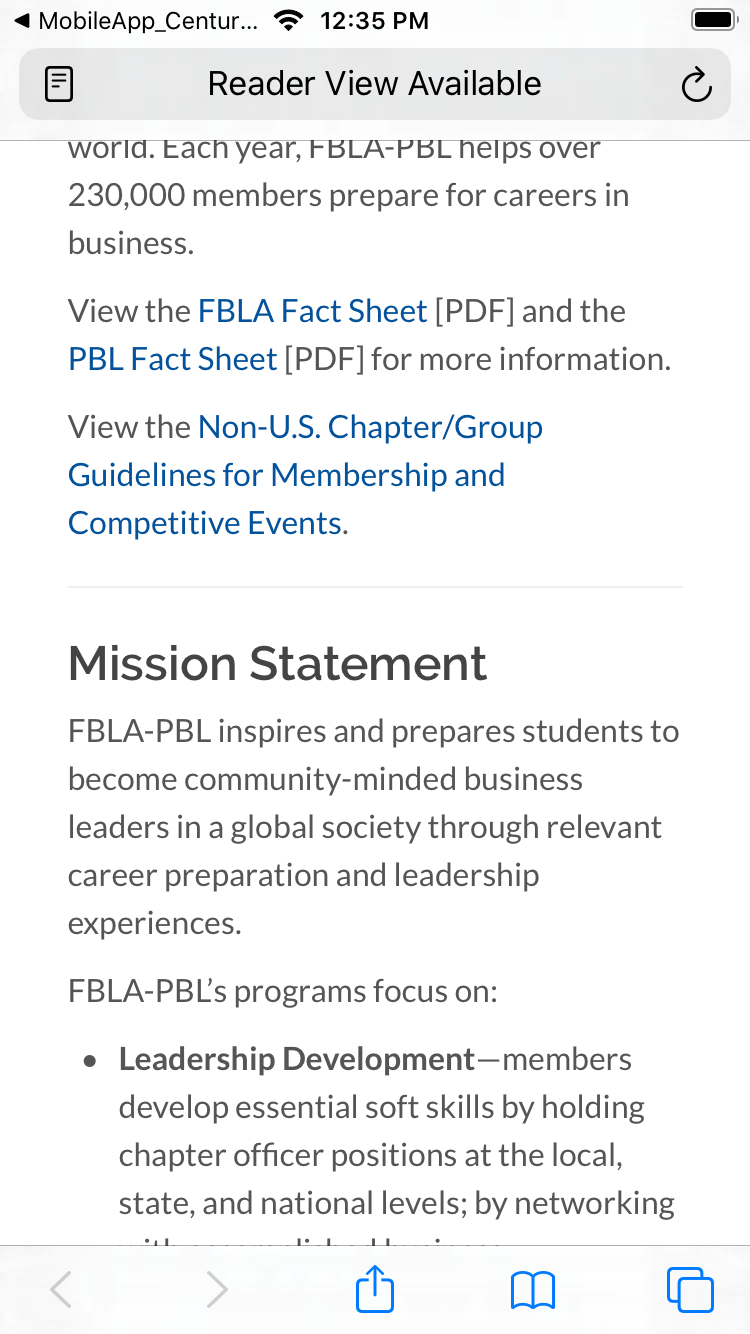 MobileApp_Centur... 12:35 PM
Reader View Available
world. Each year, FBLA-PBL helps over
230,000 members prepare for careers in
business.
View the FBLA Fact Sheet [PDF] and the
PBL Fact Sheet [PDF] for more information.
View the Non-U.S. Chapter/Group
Guidelines for Membership and
Competitive Events.
Mission Statement
FBLA-PBL inspires and prepares students to
become community-minded business
leaders in a global society through relevant
career preparation and leadership
experiences.
FBLA-PBL’s programs focus on:
• Leadership Development—members
develop essential soft skills by holding
chapter officer positions at the local,
state, and national levels; by networking